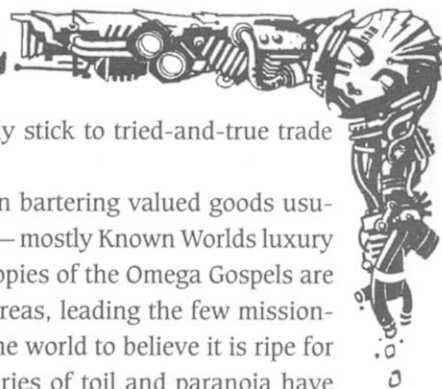 y stick to tried-and-true trade
n bartering valued goods usu-
— mostly Known Worlds luxury
opies of the Omega Gospels are
reas, leading the few mission-
ne world to believe it is ripe for
ries of toil and paranoia have